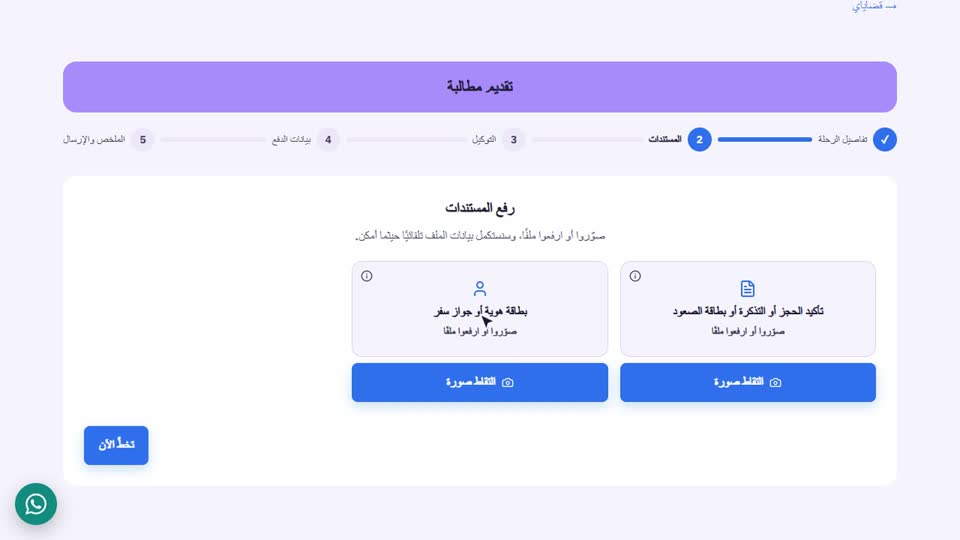 → قضاياي
تقديم مطالبة
تفاصيل الرحلة
2 المستندات
3 التوكيل
4 بيانات الدفع
5 الملخص والإرسال
رفع المستندات
صوّروا أو ارفعوا ملفًا، وسنستكمل بيانات الملف تلقائيًا حيثما أمكن.
تأكيد الحجز أو التذكرة أو بطاقة الصعود
صوّروا أو ارفعوا ملفًا
التقاط صورة
بطاقة هوية أو جواز سفر
صوّروا أو ارفعوا ملفًا
التقاط صورة
تخطَّ الآن